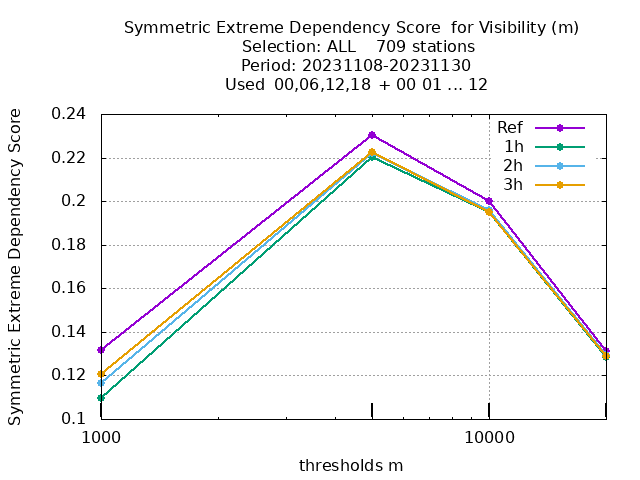 Symmetric Extreme Dependency Score  for Visibility (m)
Selection: ALL    709 stations
Period: 20231108-20231130
Used  00,06,12,18  + 00 01 ... 12
Symmetric Extreme Dependency Score
0.24
0.22
0.2
0.18
0.16
0.14
0.12
0.1
Ref
1h
2h
3h
1000
10000
thresholds m